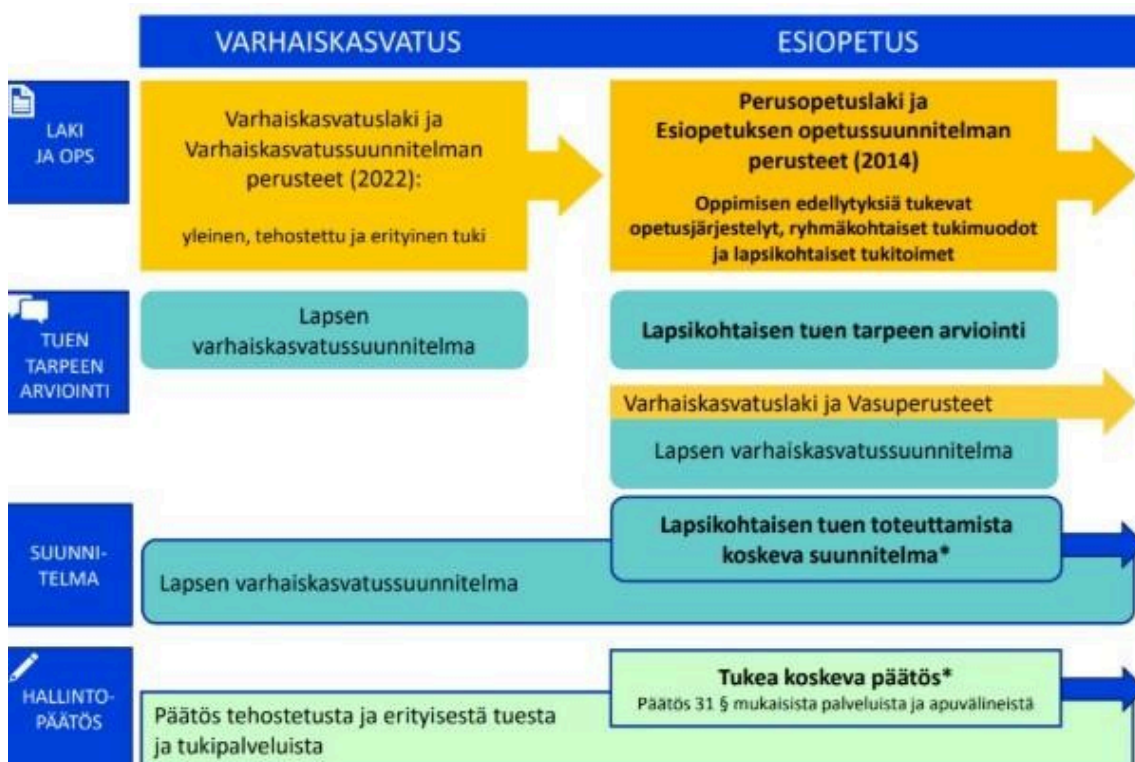 VARHAISKASVATUS
ESIOPETUS
LAKI
JA OPS
Varhaiskasvatuslaki ja
Varhaiskasvatussuunnitelman
perusteet (2022):
yleinen, tehostettu ja erityinen tuki
Perusopetuslaki ja
Esiopetuksen opetussuunnitelman
perusteet (2014)
Oppimisen edellytyksiä tukevat
opetusjärjestelyt, ryhmäkohtaiset tukimuodot
ja lapsikohtaiset tukitoimet
TUEN
TARPEEN
ARVIOINTI
Lapsen
varhaiskasvatussuunnitelma
Lapsikohtaisen tuen tarpeen arviointi
Varhaiskasvatuslaki ja Vasuperusteet
Lapsen varhaiskasvatussuunnitelma
SUUNNI-
TELMA
Lapsen varhaiskasvatussuunnitelma
Lapsikohtaisen tuen toteuttamista
koskeva suunnitelma*
HALLINTO-
PÄÄTÖS
Päätös tehostetusta ja erityisestä tuesta
ja tukipalveluista
Tukea koskeva päätös*
Päätös 31 § mukaisista palveluista ja apuvälineistä